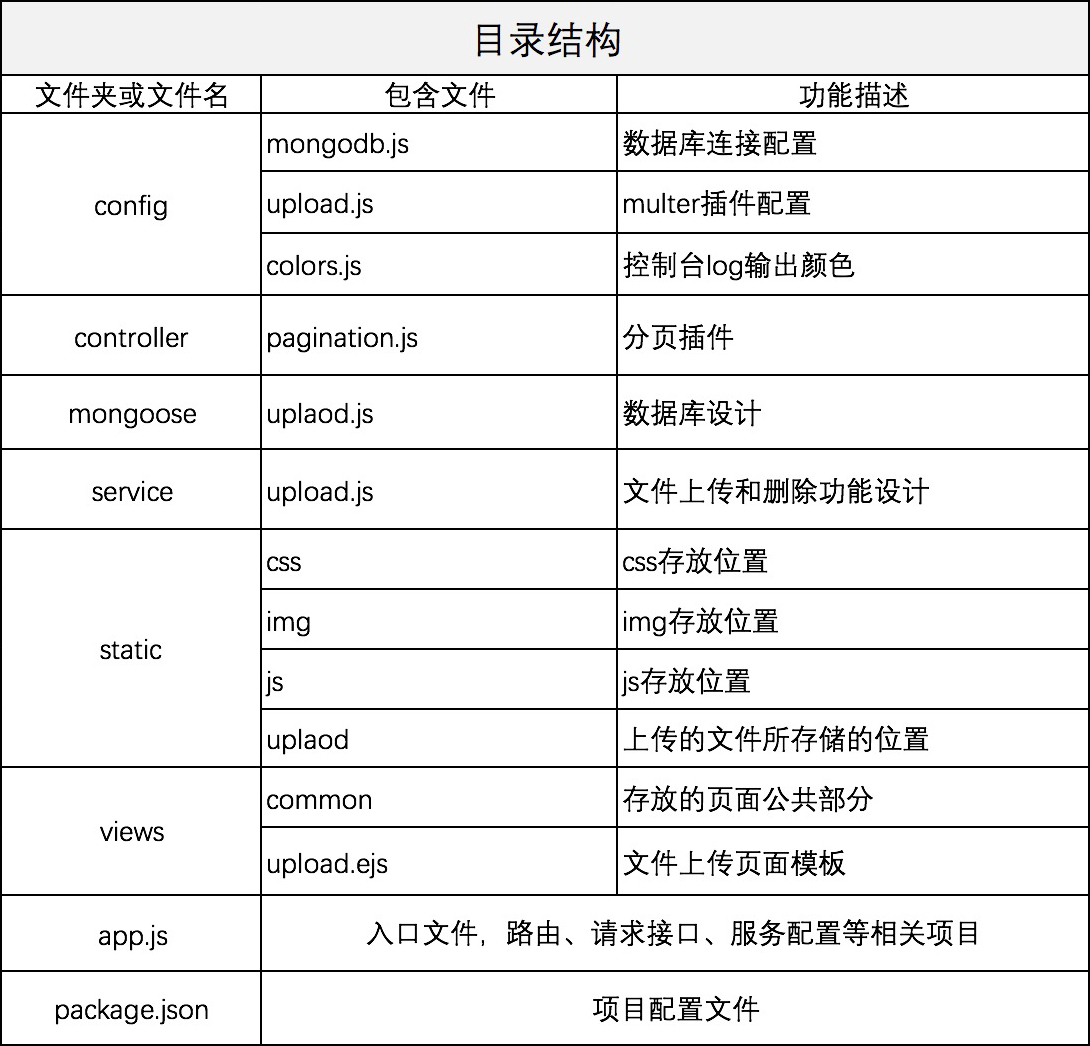 目录结构
文件夹或文件名 包含文件 功能描述
config
mongodb.js 数据库连接配置
upload.js multer插件配置
colors.js 控制台log输出颜色
controller pagination.js 分页插件
mongoose uplaod.js 数据库设计
service upload.js 文件上传和删除功能设计
static
css css存放位置
img img存放位置
js js存放位置
uplaod 上传的文件所存储的位置
views
common 存放的页面公共部分
upload.ejs 文件上传页面模板
app.js 入口文件，路由、请求接口、服务配置等相关项目
package.json 项目配置文件